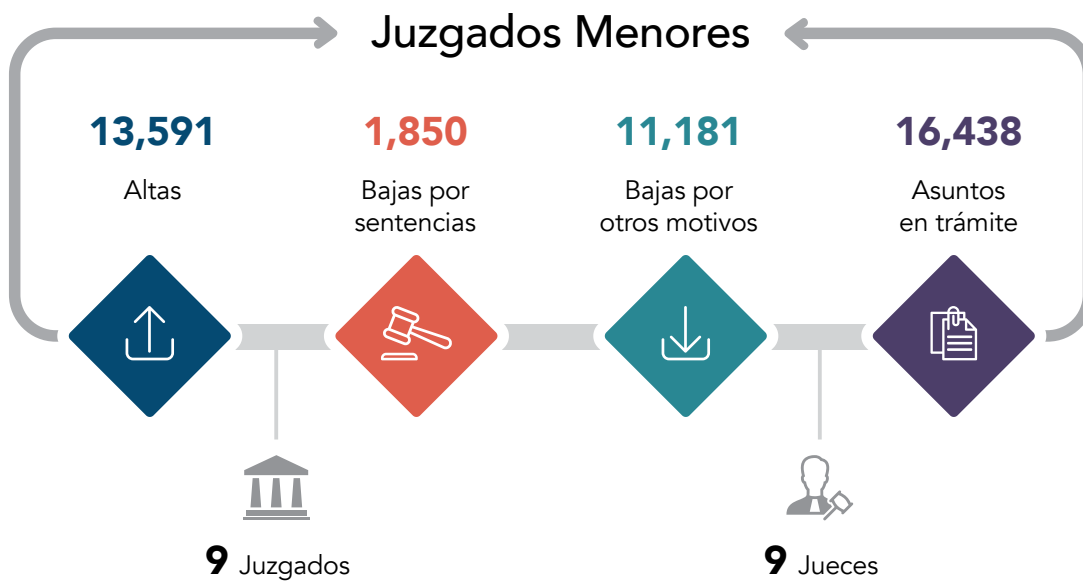 Juzgados Menores
13,591
Altas
1,850
Bajas por
sentencias
11,181
Bajas por
otros motivos
16,438
Asuntos
en trámite
9 Juzgados
9 Jueces